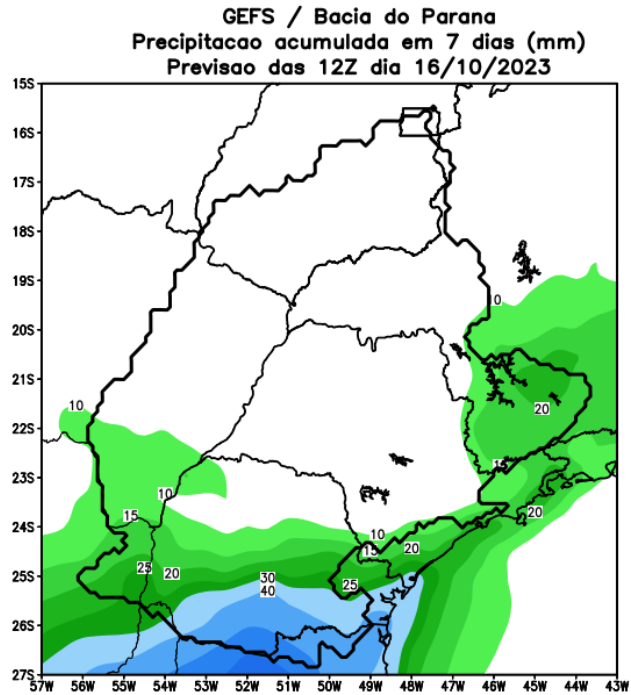 GEFS / Bacia do Parana
Precipitacao acumulada em 7 dias (mm)
Previsao das 12Z dia 16/10/2023
15S
16S
17S
18S
19S
10
20S
21S
10
20
22S
23S
15
10
15
20
24S
10
15
20
25S
25
20
30
25
40
26S
27S
57W 56W 55W 54W 53W 52W 51W 50W 49W 48W 47W 46W 45W 44W 43W